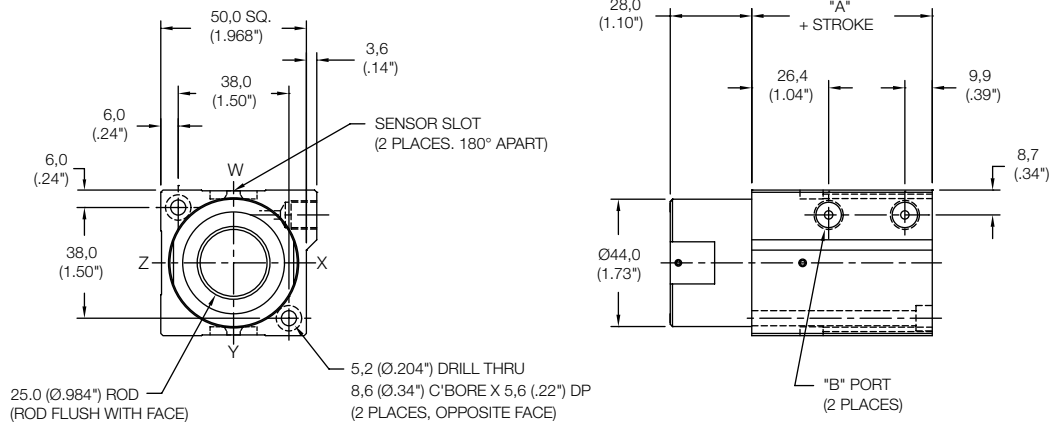 50,0 SQ.
(1.968")
3,6
(.14")
38,0
(1.50")
6,0
(.24")
6,0
(.24")
SENSOR SLOT
(2 PLACES. 180° APART)
W
38,0
(1.50")
Z
X
Y
25.0 (Ø.984") ROD
(ROD FLUSH WITH FACE)
5,2 (Ø.204") DRILL THRU
8,6 (Ø.34") C'BORE X 5,6 (.22") DP
(2 PLACES, OPPOSITE FACE)
28,0
(1.10")
"A"
+ STROKE
26,4
(1.04")
9,9
(.39")
8,7
(.34")
Ø44,0
(1.73")
"B" PORT
(2 PLACES)